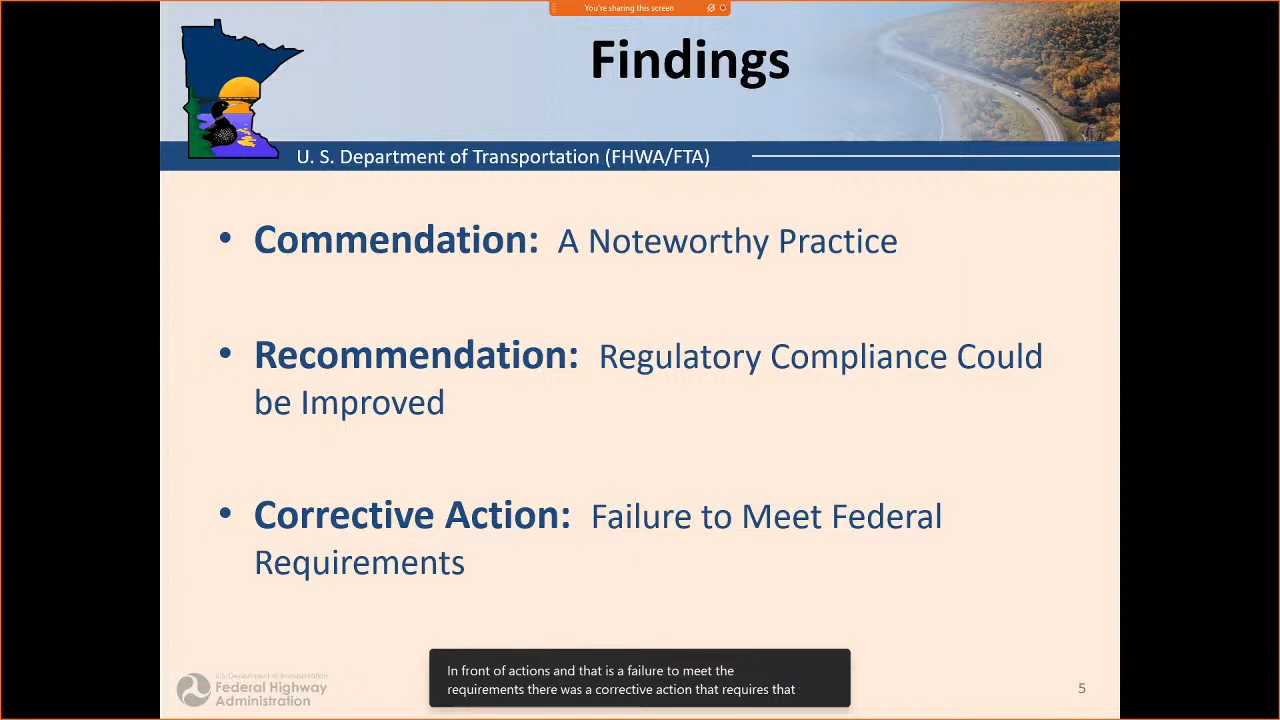 You're sharing this screen
Findings
U. S. Department of Transportation (FHWA/FTA)
• Commendation: A Noteworthy Practice
• Recommendation: Regulatory Compliance Could
be Improved
• Corrective Action: Failure to Meet Federal
Requirements
In front of actions and that is a failure to meet the
requirements there was a corrective action that requires that
U.S. Department of Transportation
Federal Highway
Administration
5